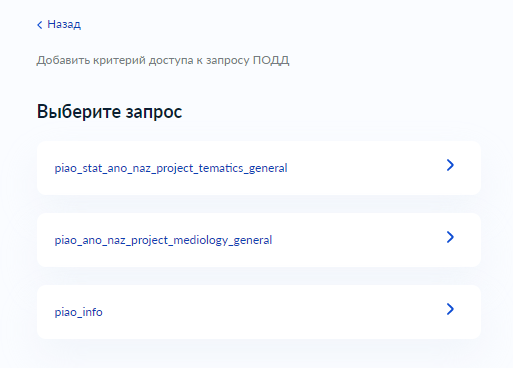 Назад
Добавить критерий доступа к запросу ПОДД
Выберите запрос
piao_stat_ano_naz_project_tematics_general
piao_ano_naz_project_mediology_general
piao_info